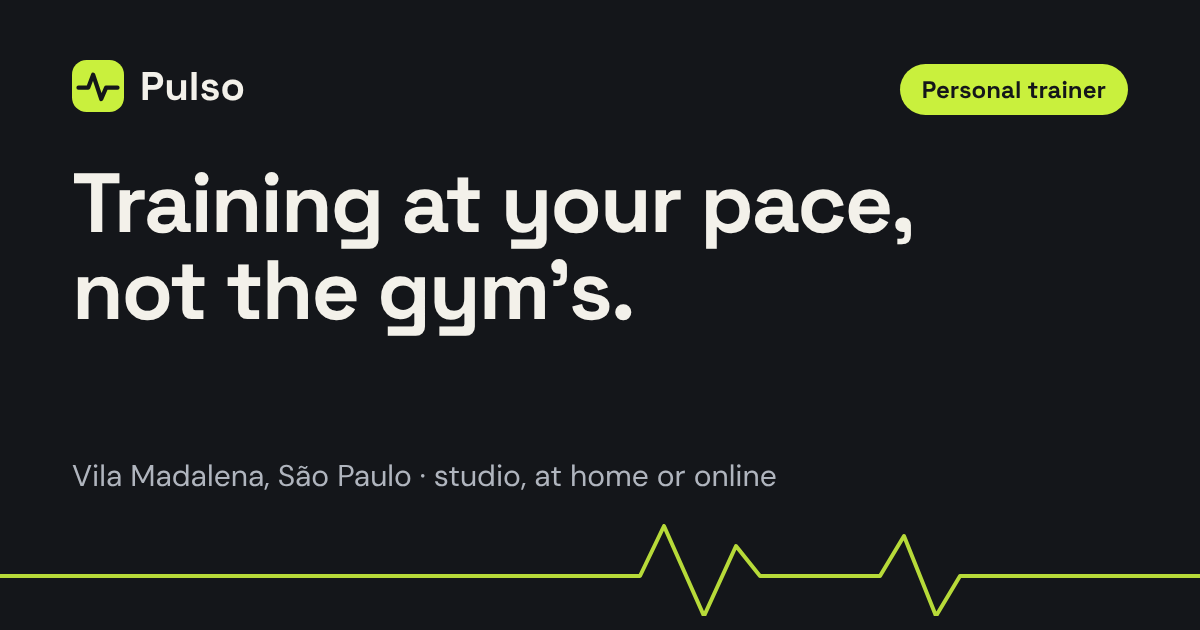 Pulso
Personal trainer
Training at your pace,
not the gym’s.
Vila Madalena, São Paulo · studio, at home or online